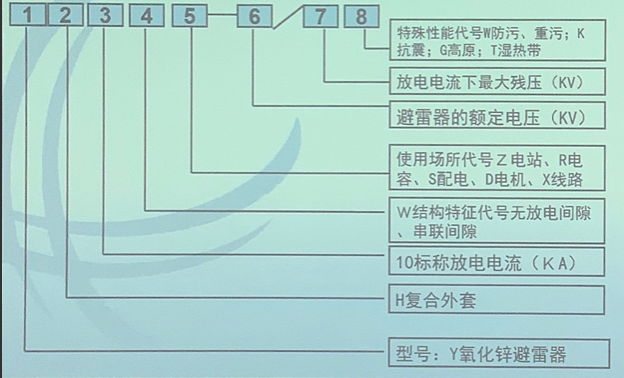 1 2 3 4 5 — 6 / 7 8
特殊性能代号W防污、重污；K
抗震；G高原；T湿热带
放电电流下最大残压（KV）
避雷器的额定电压（KV）
使用场所代号Z电站、R电
容、S配电、D电机、X线路
W结构特征代号无放电间隙
、串联间隙
10标称放电电流（KA）
H复合外套
型号：Y氧化锌避雷器